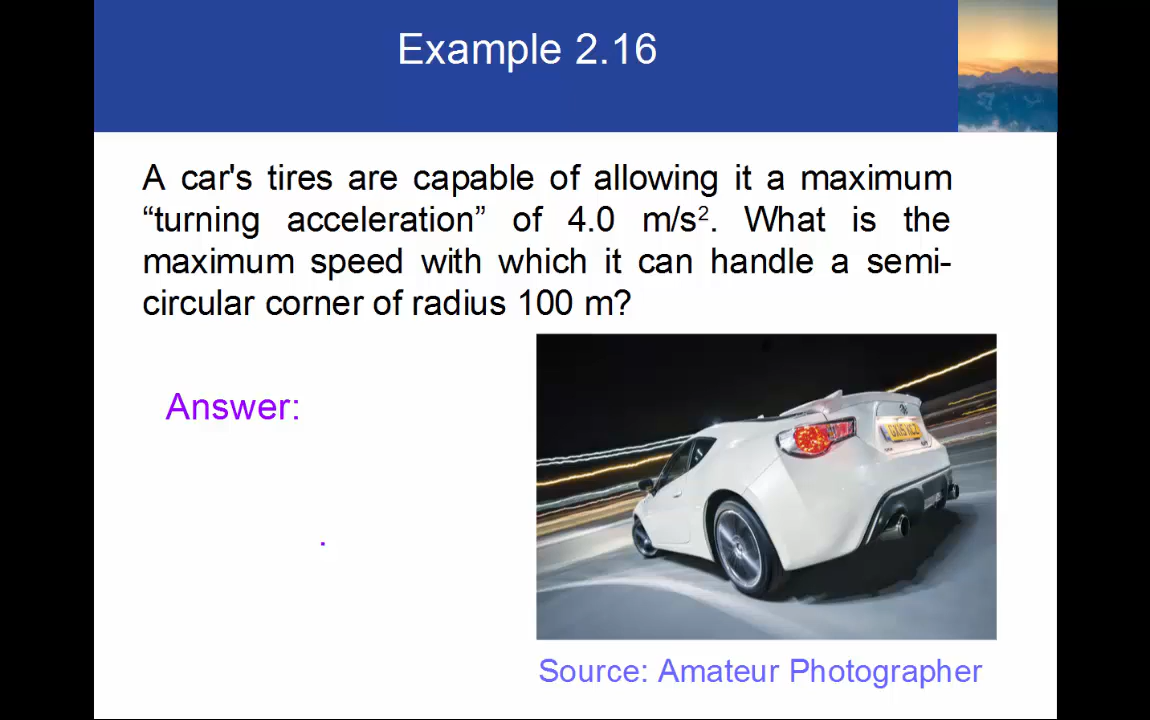 Example 2.16
A car's tires are capable of allowing it a maximum
“turning acceleration” of 4.0 m/s². What is the
maximum speed with which it can handle a semi-
circular corner of radius 100 m?
Answer:
.
Source: Amateur Photographer